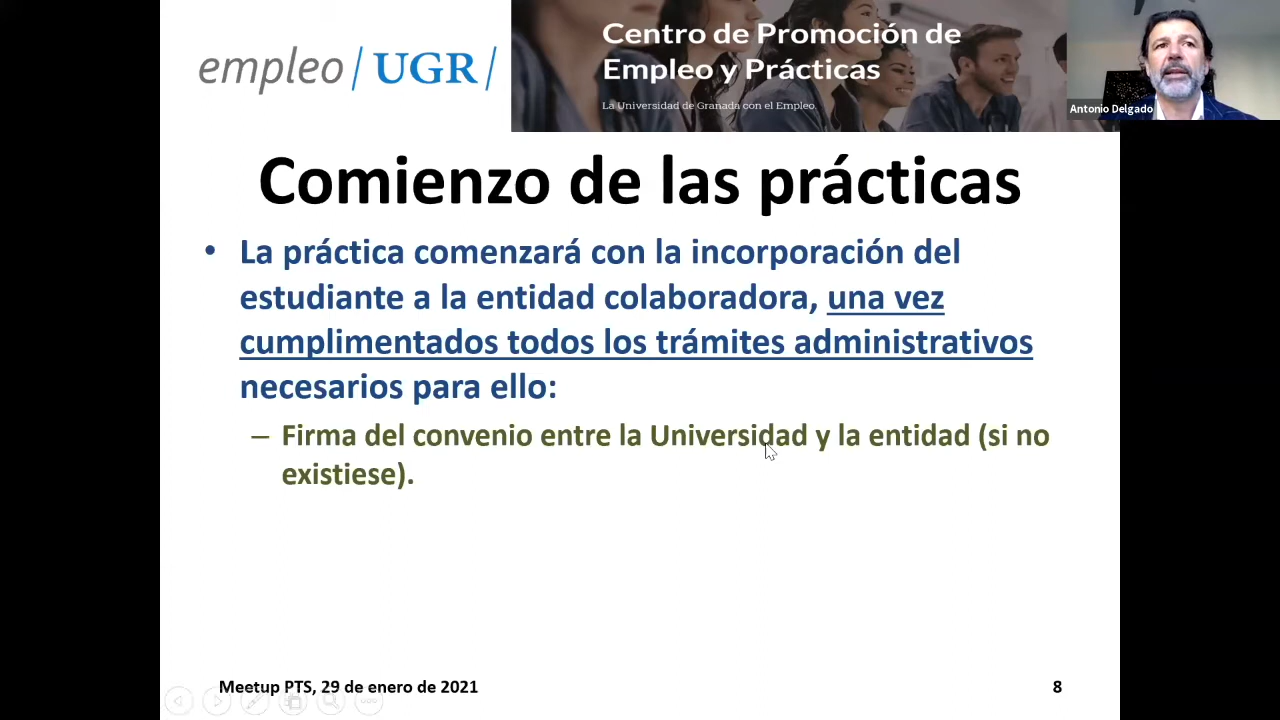 empleo/UGR/
Centro de Promoción de
Empleo y Prácticas
La Universidad de Granada con el Empleo.
Antonio Delgado
Comienzo de las prácticas
• La práctica comenzará con la incorporación del
estudiante a la entidad colaboradora, una vez
cumplimentados todos los trámites administrativos
necesarios para ello:
– Firma del convenio entre la Universidad y la entidad (si no
existiese).
Meetup PTS, 29 de enero de 2021
8